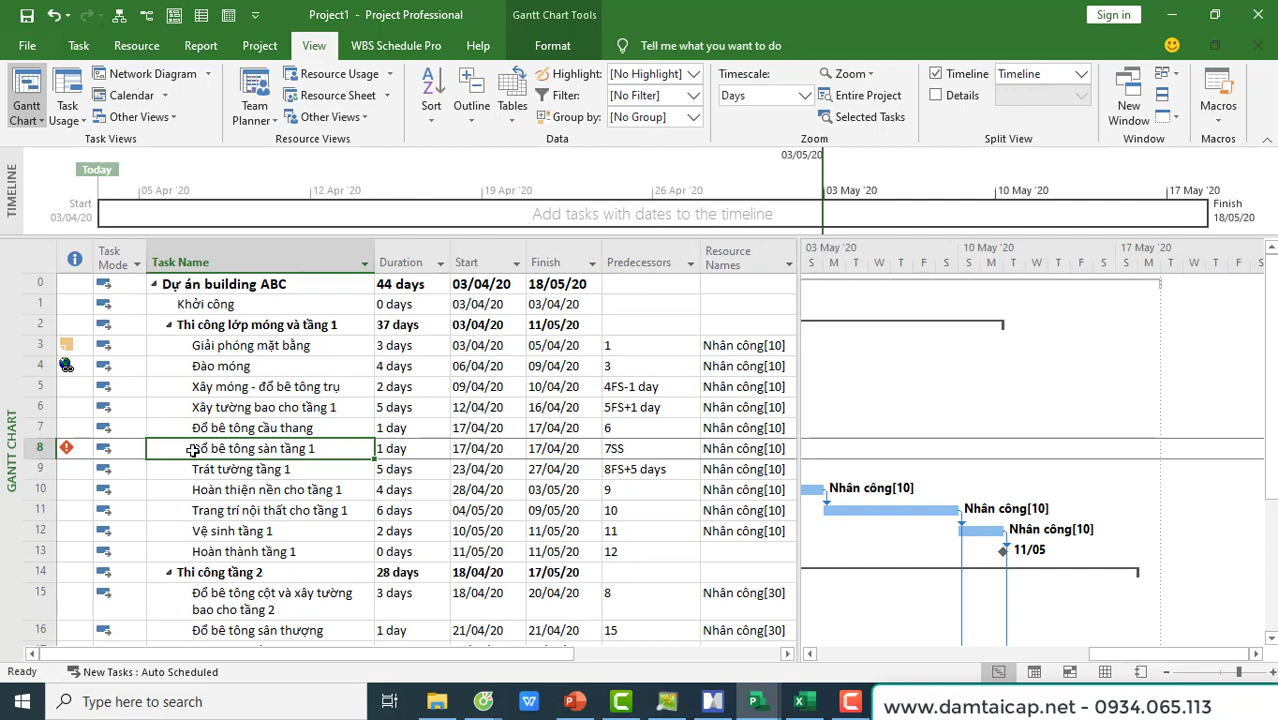 Project1 - Project Professional
Gantt Chart Tools
Sign in
File Task Resource Report Project View WBS Schedule Pro Help Format Tell me what you want to do
Gantt Chart
Task Usage
Network Diagram
Calendar
Other Views
Task Views
Team Planner
Resource Usage
Resource Sheet
Other Views
Resource Views
Sort
Outline
Tables
Highlight: [No Highlight]
Filter: [No Filter]
Group by: [No Group]
Data
Timescale:
Days
Zoom
Entire Project
Selected Tasks
Zoom
Timeline Timeline
Details
Split View
New Window
Window
Macros
Macros
TIMELINE
Today
03/05/20
05 Apr '20 12 Apr '20 19 Apr '20 26 Apr '20 03 May '20 10 May '20 17 May '20
Start
03/04/20
Add tasks with dates to the timeline
Finish
18/05/20
GANTT CHART
Task Mode Task Name Duration Start Finish Predecessors Resource Names
03 May '20 10 May '20 17 May '20
S M T W T F S S M T W T F S S M T W T F S
0 Dự án building ABC 44 days 03/04/20 18/05/20
1 Khởi công 0 days 03/04/20 03/04/20
2 Thi công lớp móng và tầng 1 37 days 03/04/20 11/05/20
3 Giải phóng mặt bằng 3 days 03/04/20 05/04/20 1 Nhân công[10]
4 Đào móng 4 days 06/04/20 09/04/20 3 Nhân công[10]
5 Xây móng - đổ bê tông trụ 2 days 09/04/20 10/04/20 4FS-1 day Nhân công[10]
6 Xây tường bao cho tầng 1 5 days 12/04/20 16/04/20 5FS+1 day Nhân công[10]
7 Đổ bê tông cầu thang 1 day 17/04/20 17/04/20 6 Nhân công[10]
8 Đổ bê tông sàn tầng 1 1 day 17/04/20 17/04/20 7SS Nhân công[10]
9 Trát tường tầng 1 5 days 23/04/20 27/04/20 8FS+5 days Nhân công[10]
10 Hoàn thiện nền cho tầng 1 4 days 28/04/20 03/05/20 9 Nhân công[10] Nhân công[10]
11 Trang trí nội thất cho tầng 1 6 days 04/05/20 09/05/20 10 Nhân công[10] Nhân công[10]
12 Vệ sinh tầng 1 2 days 10/05/20 11/05/20 11 Nhân công[10] Nhân công[10]
13 Hoàn thành tầng 1 0 days 11/05/20 11/05/20 12 11/05
14 Thi công tầng 2 28 days 18/04/20 17/05/20
15 Đổ bê tông cột và xây tường 3 days 18/04/20 20/04/20 8 Nhân công[30]
bao cho tầng 2
16 Đổ bê tông sân thượng 1 day 21/04/20 21/04/20 15 Nhân công[30]
Ready New Tasks : Auto Scheduled
Type here to search
www.damtaicap.net - 0934.065.113